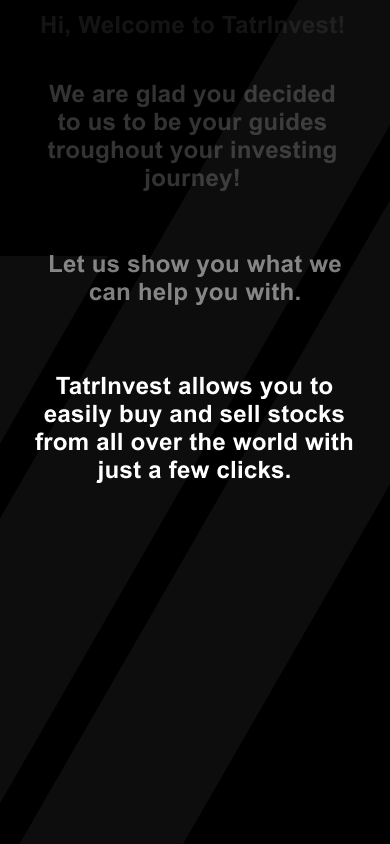 Hi, Welcome to TatrInvest!
We are glad you decided
to us to be your guides
troughout your investing
journey!
Let us show you what we
can help you with.
TatrInvest allows you to
easily buy and sell stocks
from all over the world with
just a few clicks.